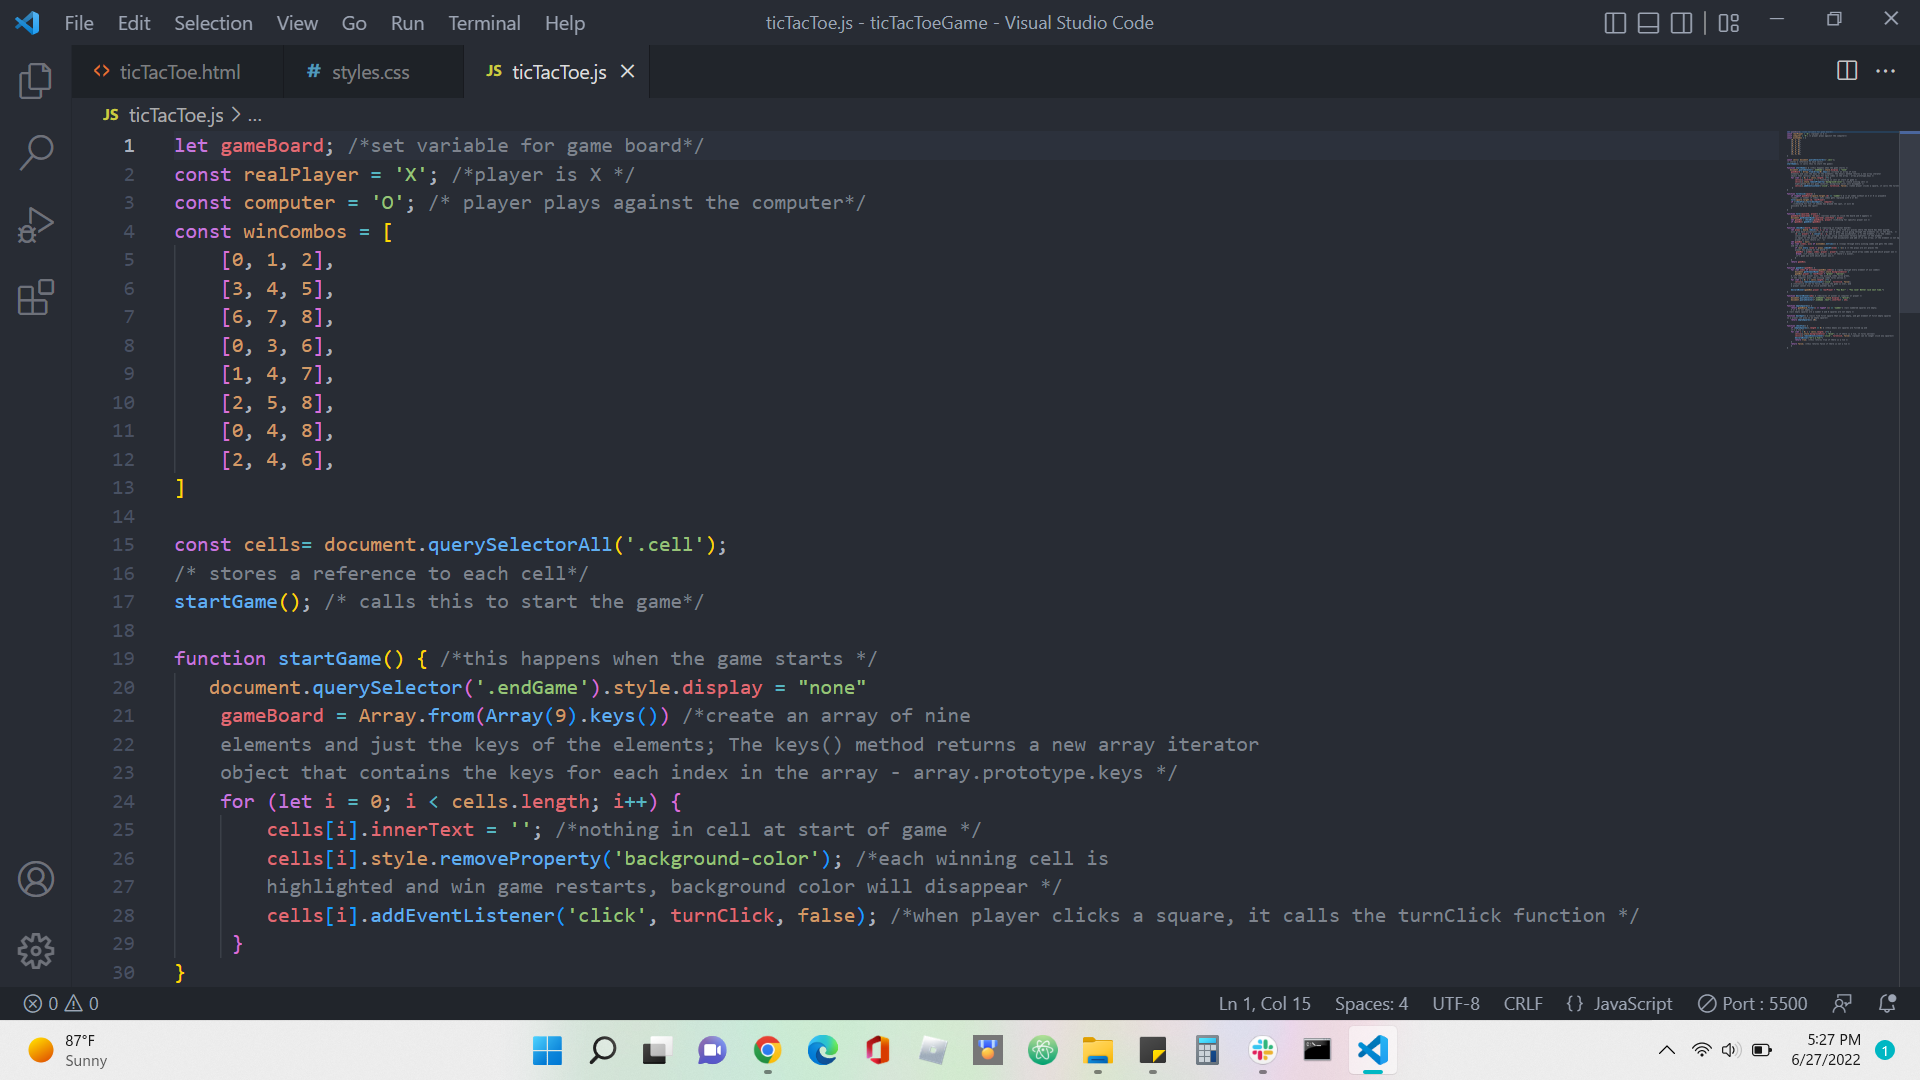 File Edit Selection View Go Run Terminal Help ticTacToe.js - ticTacToeGame - Visual Studio Code
<> ticTacToe.html # styles.css JS ticTacToe.js
JS ticTacToe.js > ...
1 let gameBoard; /*set variable for game board*/
2 const realPlayer = 'X'; /*player is X */
3 const computer = 'O'; /* player plays against the computer*/
4 const winCombos = [
5 [0, 1, 2],
6 [3, 4, 5],
7 [6, 7, 8],
8 [0, 3, 6],
9 [1, 4, 7],
10 [2, 5, 8],
11 [0, 4, 8],
12 [2, 4, 6],
13 ]
14
15 const cells= document.querySelectorAll('.cell');
16 /* stores a reference to each cell*/
17 startGame(); /* calls this to start the game*/
18
19 function startGame() { /*this happens when the game starts */
20 document.querySelector('.endGame').style.display = "none"
21 gameBoard = Array.from(Array(9).keys()) /*create an array of nine
22 elements and just the keys of the elements; The keys() method returns a new array iterator
23 object that contains the keys for each index in the array - array.prototype.keys */
24 for (let i = 0; i < cells.length; i++) {
25 cells[i].innerText = ''; /*nothing in cell at start of game */
26 cells[i].style.removeProperty('background-color'); /*each winning cell is
27 highlighted and win game restarts, background color will disappear */
28 cells[i].addEventListener('click', turnClick, false); /*when player clicks a square, it calls the turnClick function */
29 }
30 }
0 0 Ln 1, Col 15 Spaces: 4 UTF-8 CRLF {} JavaScript Port : 5500
87°F
Sunny
5:27 PM
6/27/2022
1